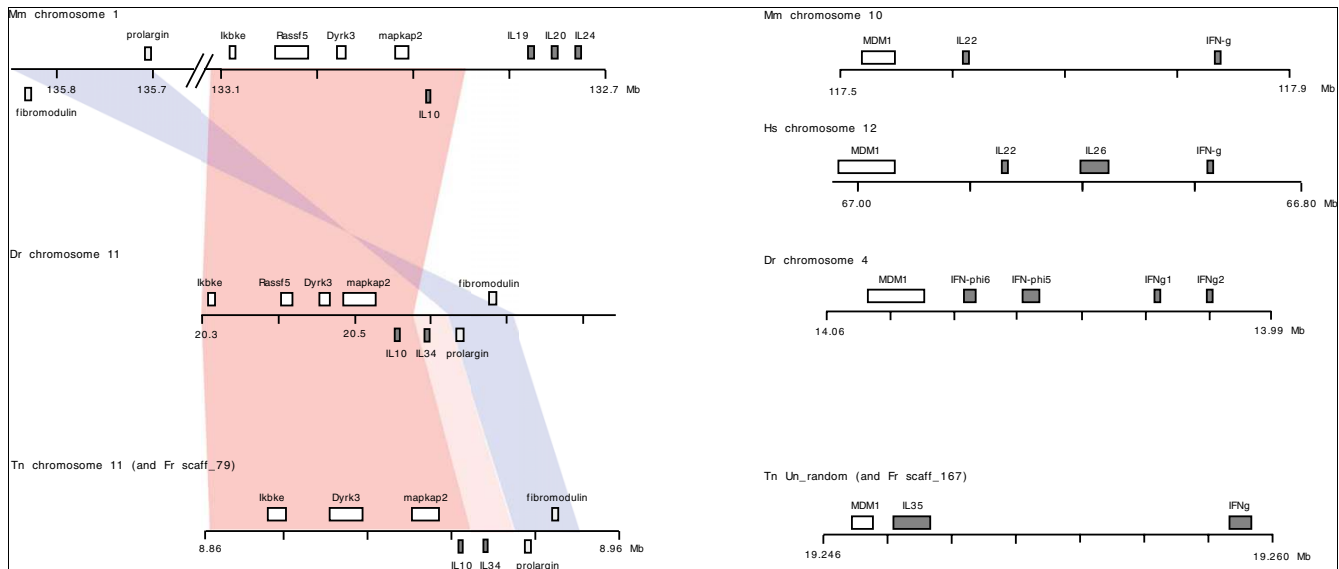 Mm chromosome 1
prolargin Ikbke Rassf5 Dyrk3 mapkap2 IL19 IL20 IL24
135.8 135.7 133.1 132.7 Mb
fibromodulin IL10
Dr chromosome 11
Ikbke Rassf5 Dyrk3 mapkap2 fibromodulin
20.3 20.5
IL10 IL34 prolargin
Tn chromosome 11 (and Fr scaff_79)
Ikbke Dyrk3 mapkap2 fibromodulin
8.86 8.96 Mb
IL10 IL34 prolargin
Mm chromosome 10
MDM1 IL22 IFN-g
117.5 117.9 Mb
Hs chromosome 12
MDM1 IL22 IL26 IFN-g
67.00 66.80 Mb
Dr chromosome 4
MDM1 IFN-phi6 IFN-phi5 IFNg1 IFNg2
14.06 13.99 Mb
Tn Un_random (and Fr scaff_167)
MDM1 IL35 IFNg
19.246 19.260 Mb